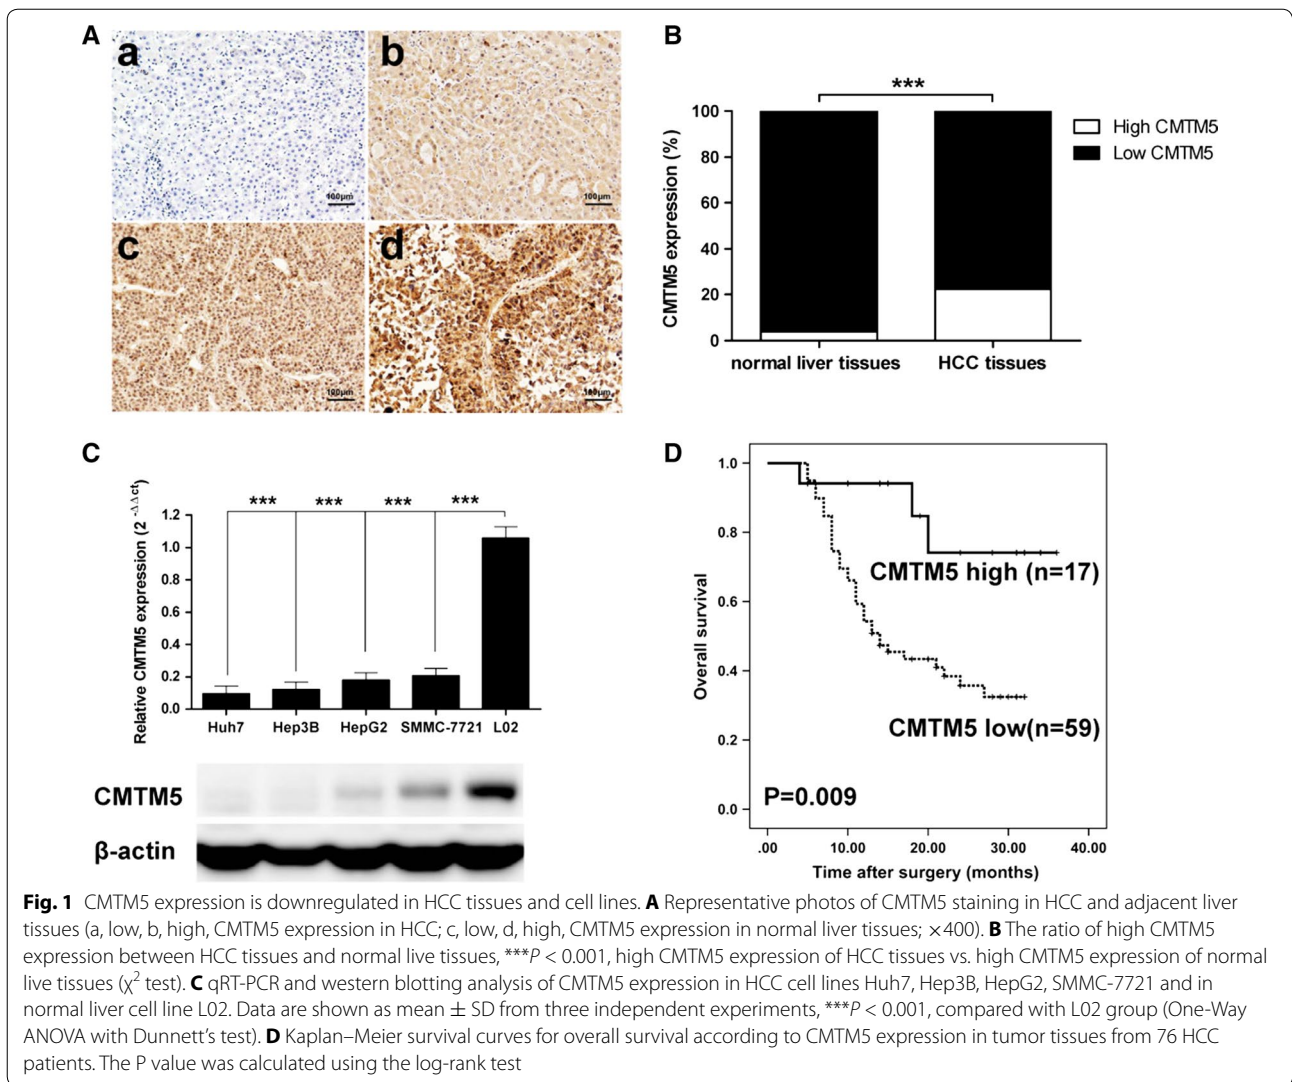 A
a
b
100μm
100μm
c
d
100μm
100μm
B
***
CMTM5 expression (%)
100
80
60
40
20
0
normal liver tissues HCC tissues
High CMTM5
Low CMTM5
C
Relative CMTM5 expression (2 -ΔΔct)
*** *** *** ***
1.2
1.0
0.8
0.6
0.4
0.2
0.0
Huh7 Hep3B HepG2 SMMC-7721 L02
CMTM5
β-actin
D
Overall survival
1.0
0.8
0.6
0.4
0.2
0.0
CMTM5 high (n=17)
CMTM5 low(n=59)
P=0.009
.00 10.00 20.00 30.00 40.00
Time after surgery (months)
Fig. 1 CMTM5 expression is downregulated in HCC tissues and cell lines. A Representative photos of CMTM5 staining in HCC and adjacent liver
tissues (a, low, b, high, CMTM5 expression in HCC; c, low, d, high, CMTM5 expression in normal liver tissues; ×400). B The ratio of high CMTM5
expression between HCC tissues and normal live tissues, ***P < 0.001, high CMTM5 expression of HCC tissues vs. high CMTM5 expression of normal
live tissues (χ² test). C qRT-PCR and western blotting analysis of CMTM5 expression in HCC cell lines Huh7, Hep3B, HepG2, SMMC-7721 and in
normal liver cell line L02. Data are shown as mean ± SD from three independent experiments, ***P < 0.001, compared with L02 group (One-Way
ANOVA with Dunnett’s test). D Kaplan–Meier survival curves for overall survival according to CMTM5 expression in tumor tissues from 76 HCC
patients. The P value was calculated using the log-rank test